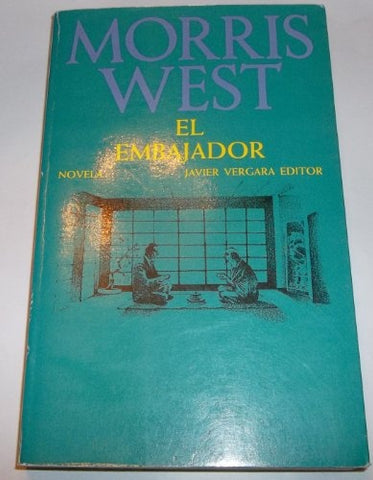 MORRIS
WEST
EL
EMBAJADOR
NOVELA
JAVIER VERGARA EDITOR